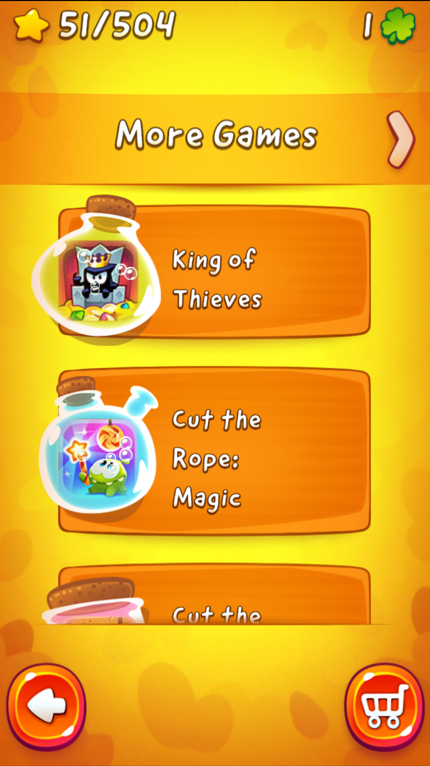 51/504
1
More Games
King of
Thieves
Cut the
Rope:
Magic
Cut the